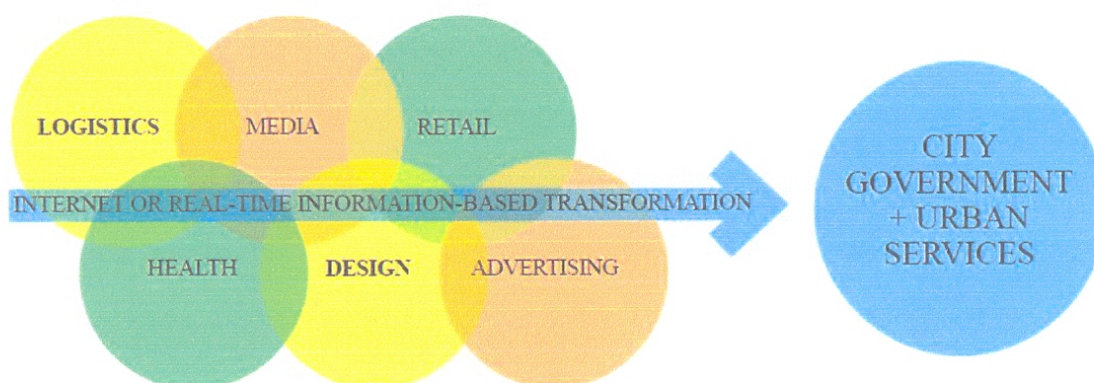 LOGISTICS
MEDIA
RETAIL
INTERNET OR REAL-TIME INFORMATION-BASED TRANSFORMATION
HEALTH
DESIGN
ADVERTISING
CITY
GOVERNMENT
+ URBAN
SERVICES